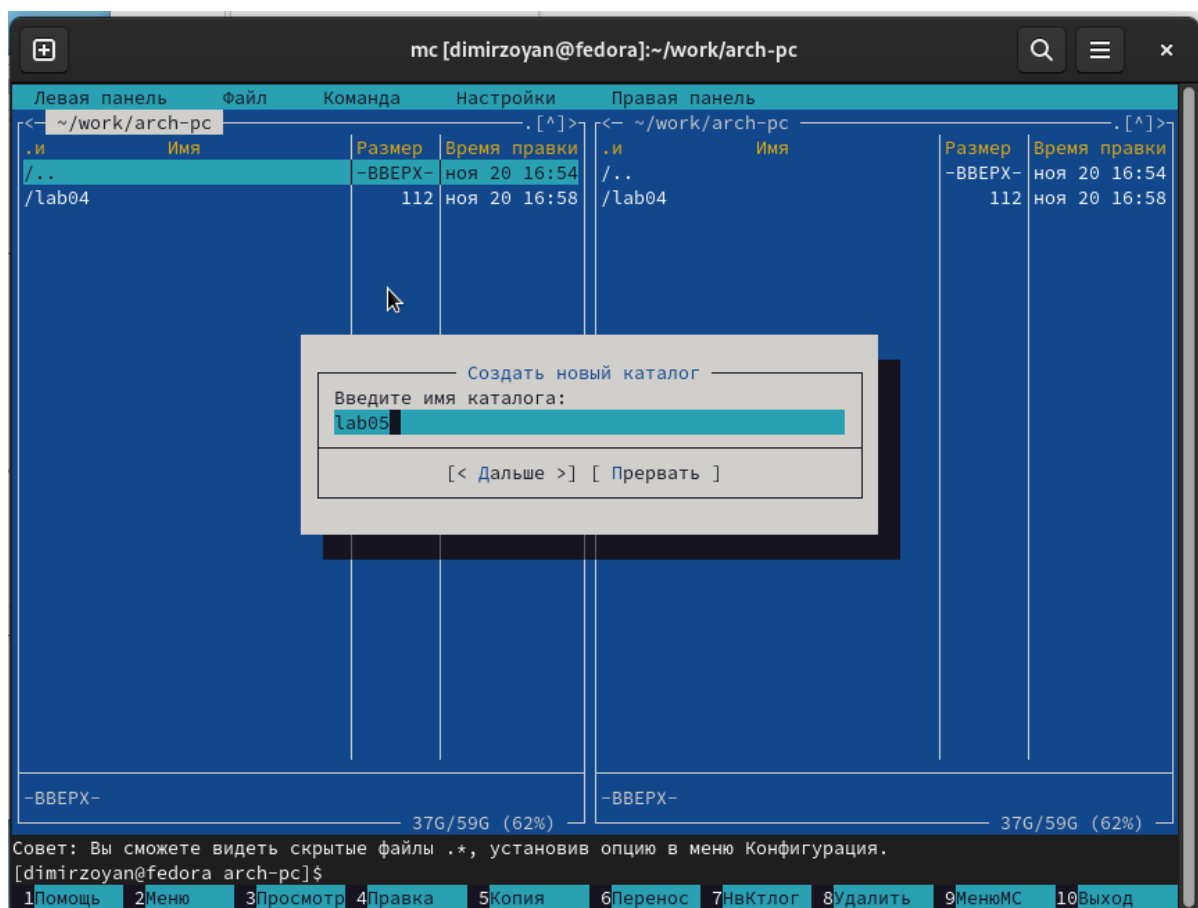 mc [dimirzoyan@fedora]:~/work/arch-pc
Левая панель Файл Команда Настройки Правая панель
<— ~/work/arch-pc .[^]> <— ~/work/arch-pc .[^]>
.и Имя Размер Время правки .и Имя Размер Время правки
/.. -ВВЕРХ- ноя 20 16:54 /.. -ВВЕРХ- ноя 20 16:54
/lab04 112 ноя 20 16:58 /lab04 112 ноя 20 16:58
Создать новый каталог
Введите имя каталога:
lab05
[< Дальше >] [ Прервать ]
-ВВЕРХ- -ВВЕРХ-
37G/59G (62%) 37G/59G (62%)
Совет: Вы сможете видеть скрытые файлы .*, установив опцию в меню Конфигурация.
[dimirzoyan@fedora arch-pc]$
1Помощь 2Меню 3Просмотр 4Правка 5Копия 6Перенос 7НвКтлог 8Удалить 9МенюMC 10Выход